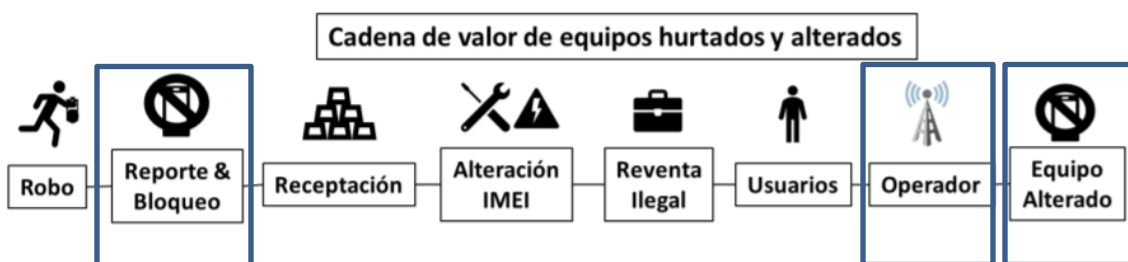 Cadena de valor de equipos hurtados y alterados
Robo
Reporte &
Bloqueo
Receptación
Alteración
IMEI
Reventa
Ilegal
Usuarios
Operador
Equipo
Alterado